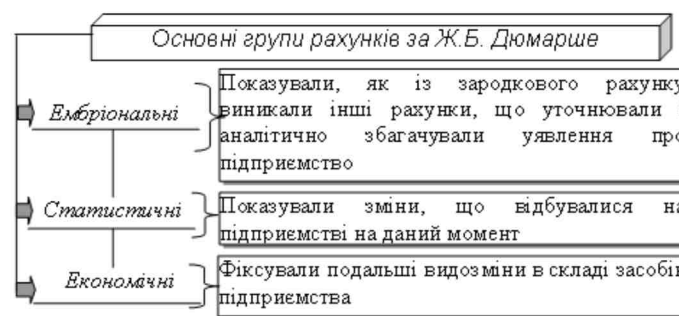 Основні групи рахунків за Ж.Б. Дюмарше
Ембріональні
Показували, як із зародкового рахунку
виникали інші рахунки, що уточнювали
аналітично збагачували уявлення про
підприємство
Статистичні
Показували зміни, що відбувалися на
підприємстві на даний момент
Економічні
Фіксували подальші видозміни в складі засобів
підприємства